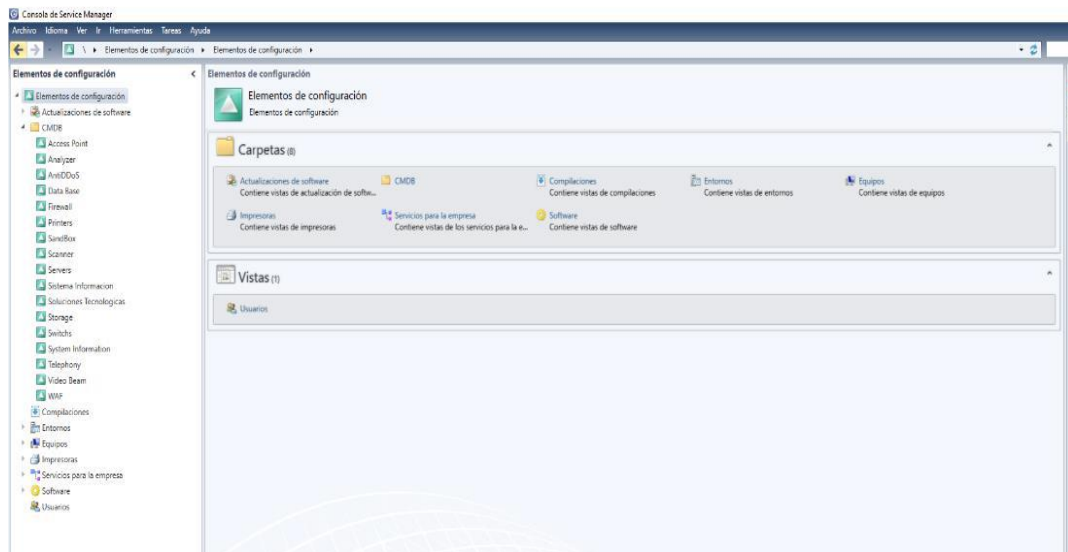 Consola de Service Manager
Archivo Idioma Ver Ir Herramientas Tareas Ayuda
\ Elementos de configuración Elementos de configuración
Elementos de configuración
Elementos de configuración
Actualizaciones de software
CMDB
Access Point
Analyzer
AntiDDoS
Data Base
Firewall
Printers
SandBox
Scanner
Servers
Sistema Informacion
Soluciones Tecnologicas
Storage
Switchs
System Information
Telephony
Video Beam
WAF
Compilaciones
Entornos
Equipos
Impresoras
Servicios para la empresa
Software
Usuarios
Elementos de configuración
Elementos de configuración
Elementos de configuración
Carpetas (8)
Actualizaciones de software
Contiene vistas de actualización de softw...
CMDB
Compilaciones
Contiene vistas de compilaciones
Entornos
Contiene vistas de entornos
Equipos
Contiene vistas de equipos
Impresoras
Contiene vistas de impresoras
Servicios para la empresa
Contiene vistas de los servicios para la e...
Software
Contiene vistas de software
Vistas (1)
Usuarios